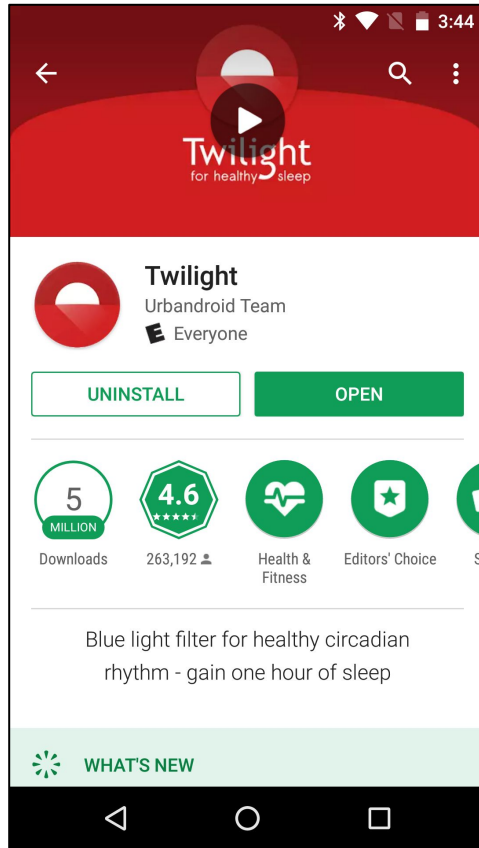 3:44
Twilight
for healthy sleep
Twilight
Urbandroid Team
E Everyone
UNINSTALL
OPEN
5
MILLION
Downloads
4.6
263,192
Health &
Fitness
Editors' Choice
S
Blue light filter for healthy circadian
rhythm - gain one hour of sleep
WHAT'S NEW